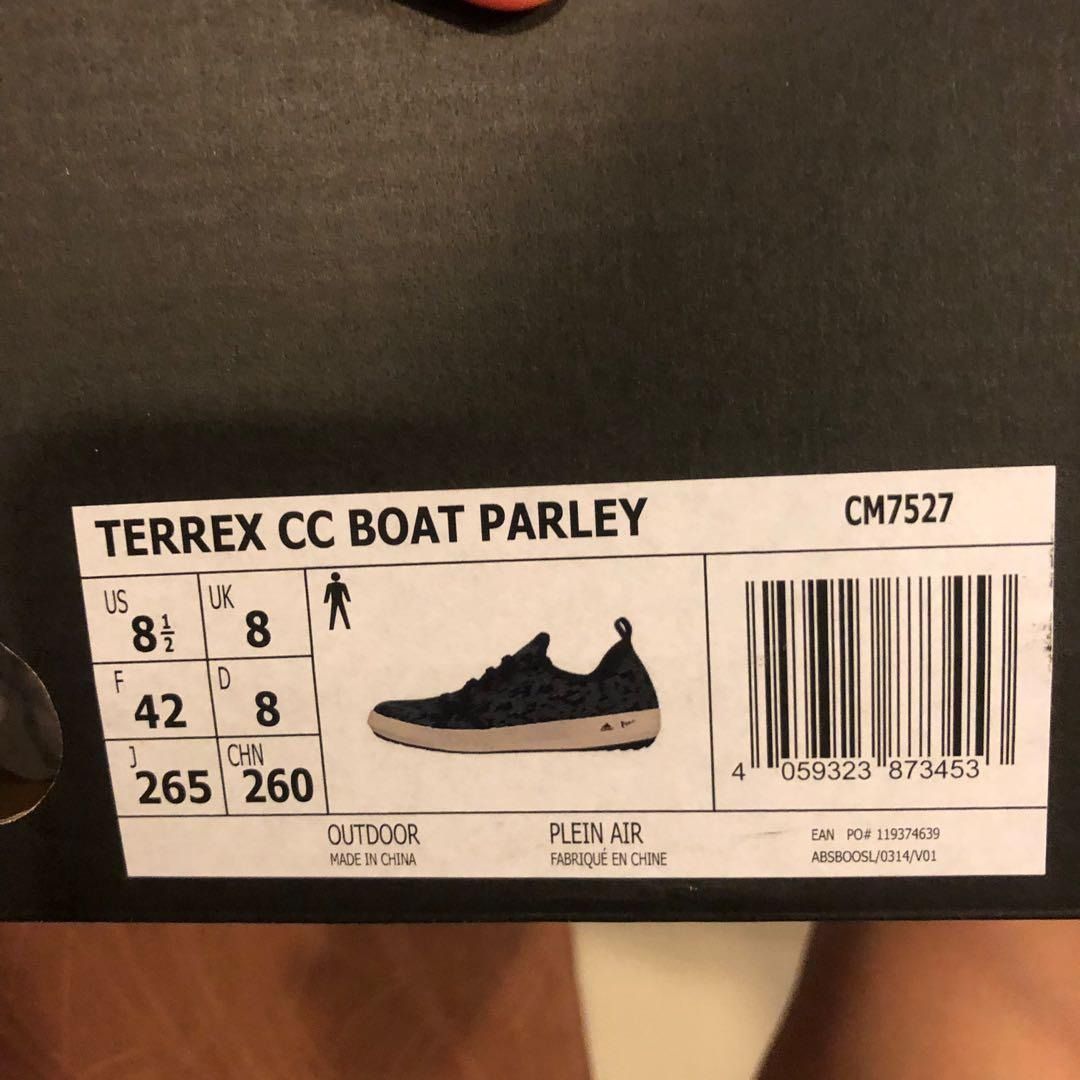 TERREX CC BOAT PARLEY
CM7527
US 8½
UK 8
F 42
D 8
J 265
CHN 260
4 059323 873453
OUTDOOR
MADE IN CHINA
PLEIN AIR
FABRIQUÉ EN CHINE
EAN PO# 119374639
ABSBOOSL/0314/V01